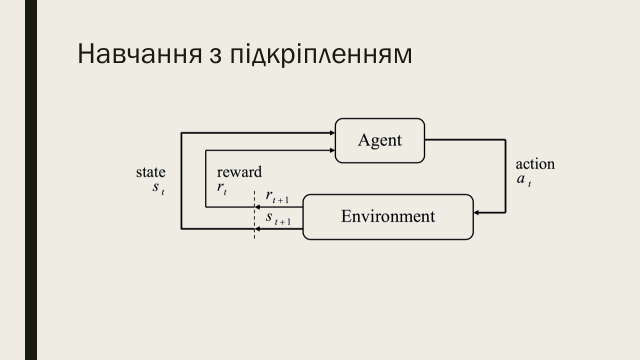 Навчання з підкріпленням
Agent
state
s t
reward
r t
action
a t
r t+1
s t+1
Environment